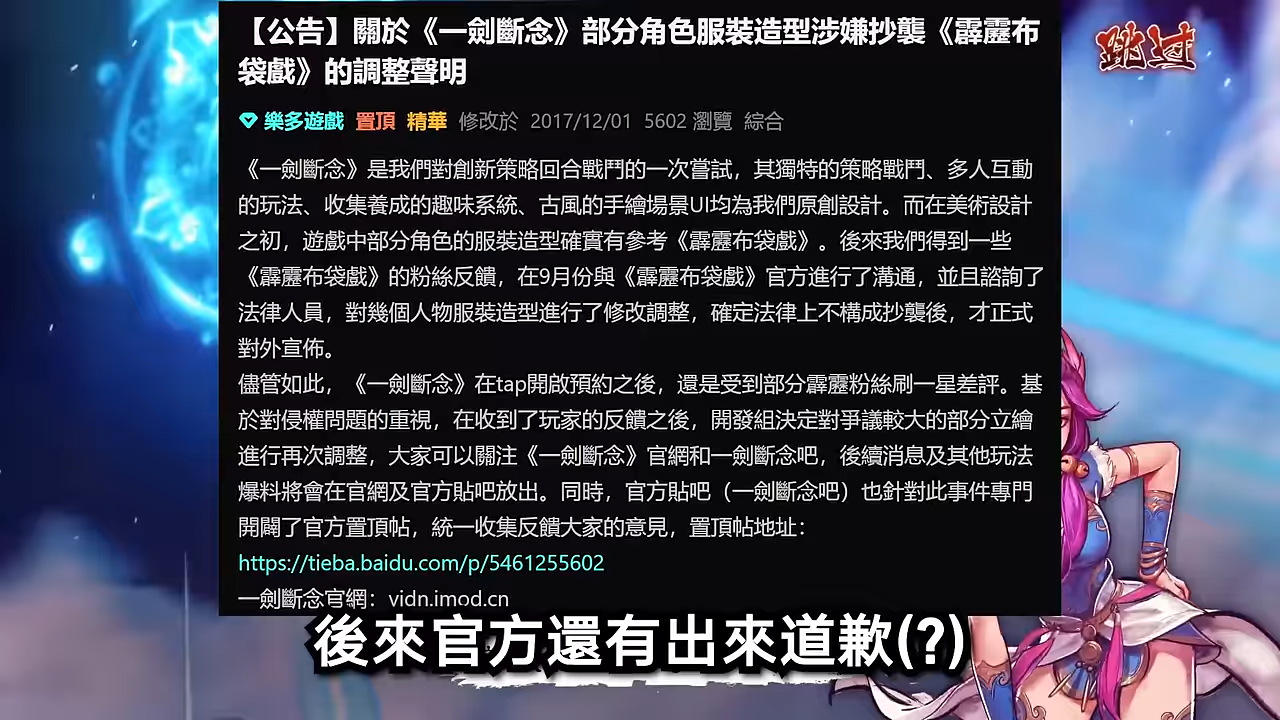 【公告】關於《一劍斷念》部分角色服裝造型涉嫌抄襲《霹靂布
袋戲》的調整聲明
跳过
樂多遊戲 置頂 精華 修改於 2017/12/01 5602 瀏覽 綜合
《一劍斷念》是我們對創新策略回合戰鬥的一次嘗試，其獨特的策略戰鬥、多人互動
的玩法、收集養成的趣味系統、古風的手繪場景UI均為我們原創設計。而在美術設計
之初，遊戲中部分角色的服裝造型確實有參考《霹靂布袋戲》。後來我們得到一些
《霹靂布袋戲》的粉絲反饋，在9月份與《霹靂布袋戲》官方進行了溝通，並且諮詢了
法律人員，對幾個人物服裝造型進行了修改調整，確定法律上不構成抄襲後，才正式
對外宣佈。
儘管如此，《一劍斷念》在tap開啟預約之後，還是受到部分霹靂粉絲刷一星差評。基
於對侵權問題的重視，在收到了玩家的反饋之後，開發組決定對爭議較大的部分立繪
進行再次調整，大家可以關注《一劍斷念》官網和一劍斷念吧，後續消息及其他玩法
爆料將會在官網及官方貼吧放出。同時，官方貼吧（一劍斷念吧）也針對此事件專門
開闢了官方置頂帖，統一收集反饋大家的意見，置頂帖地址：
https://tieba.baidu.com/p/5461255602
一劍斷念官網：vidn.imod.cn
後來官方還有出來道歉(?)